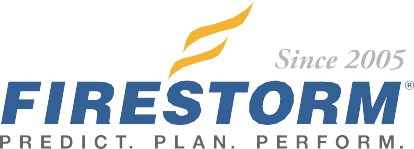 Since 2005
FIRESTORM®
PREDICT. PLAN. PERFORM.